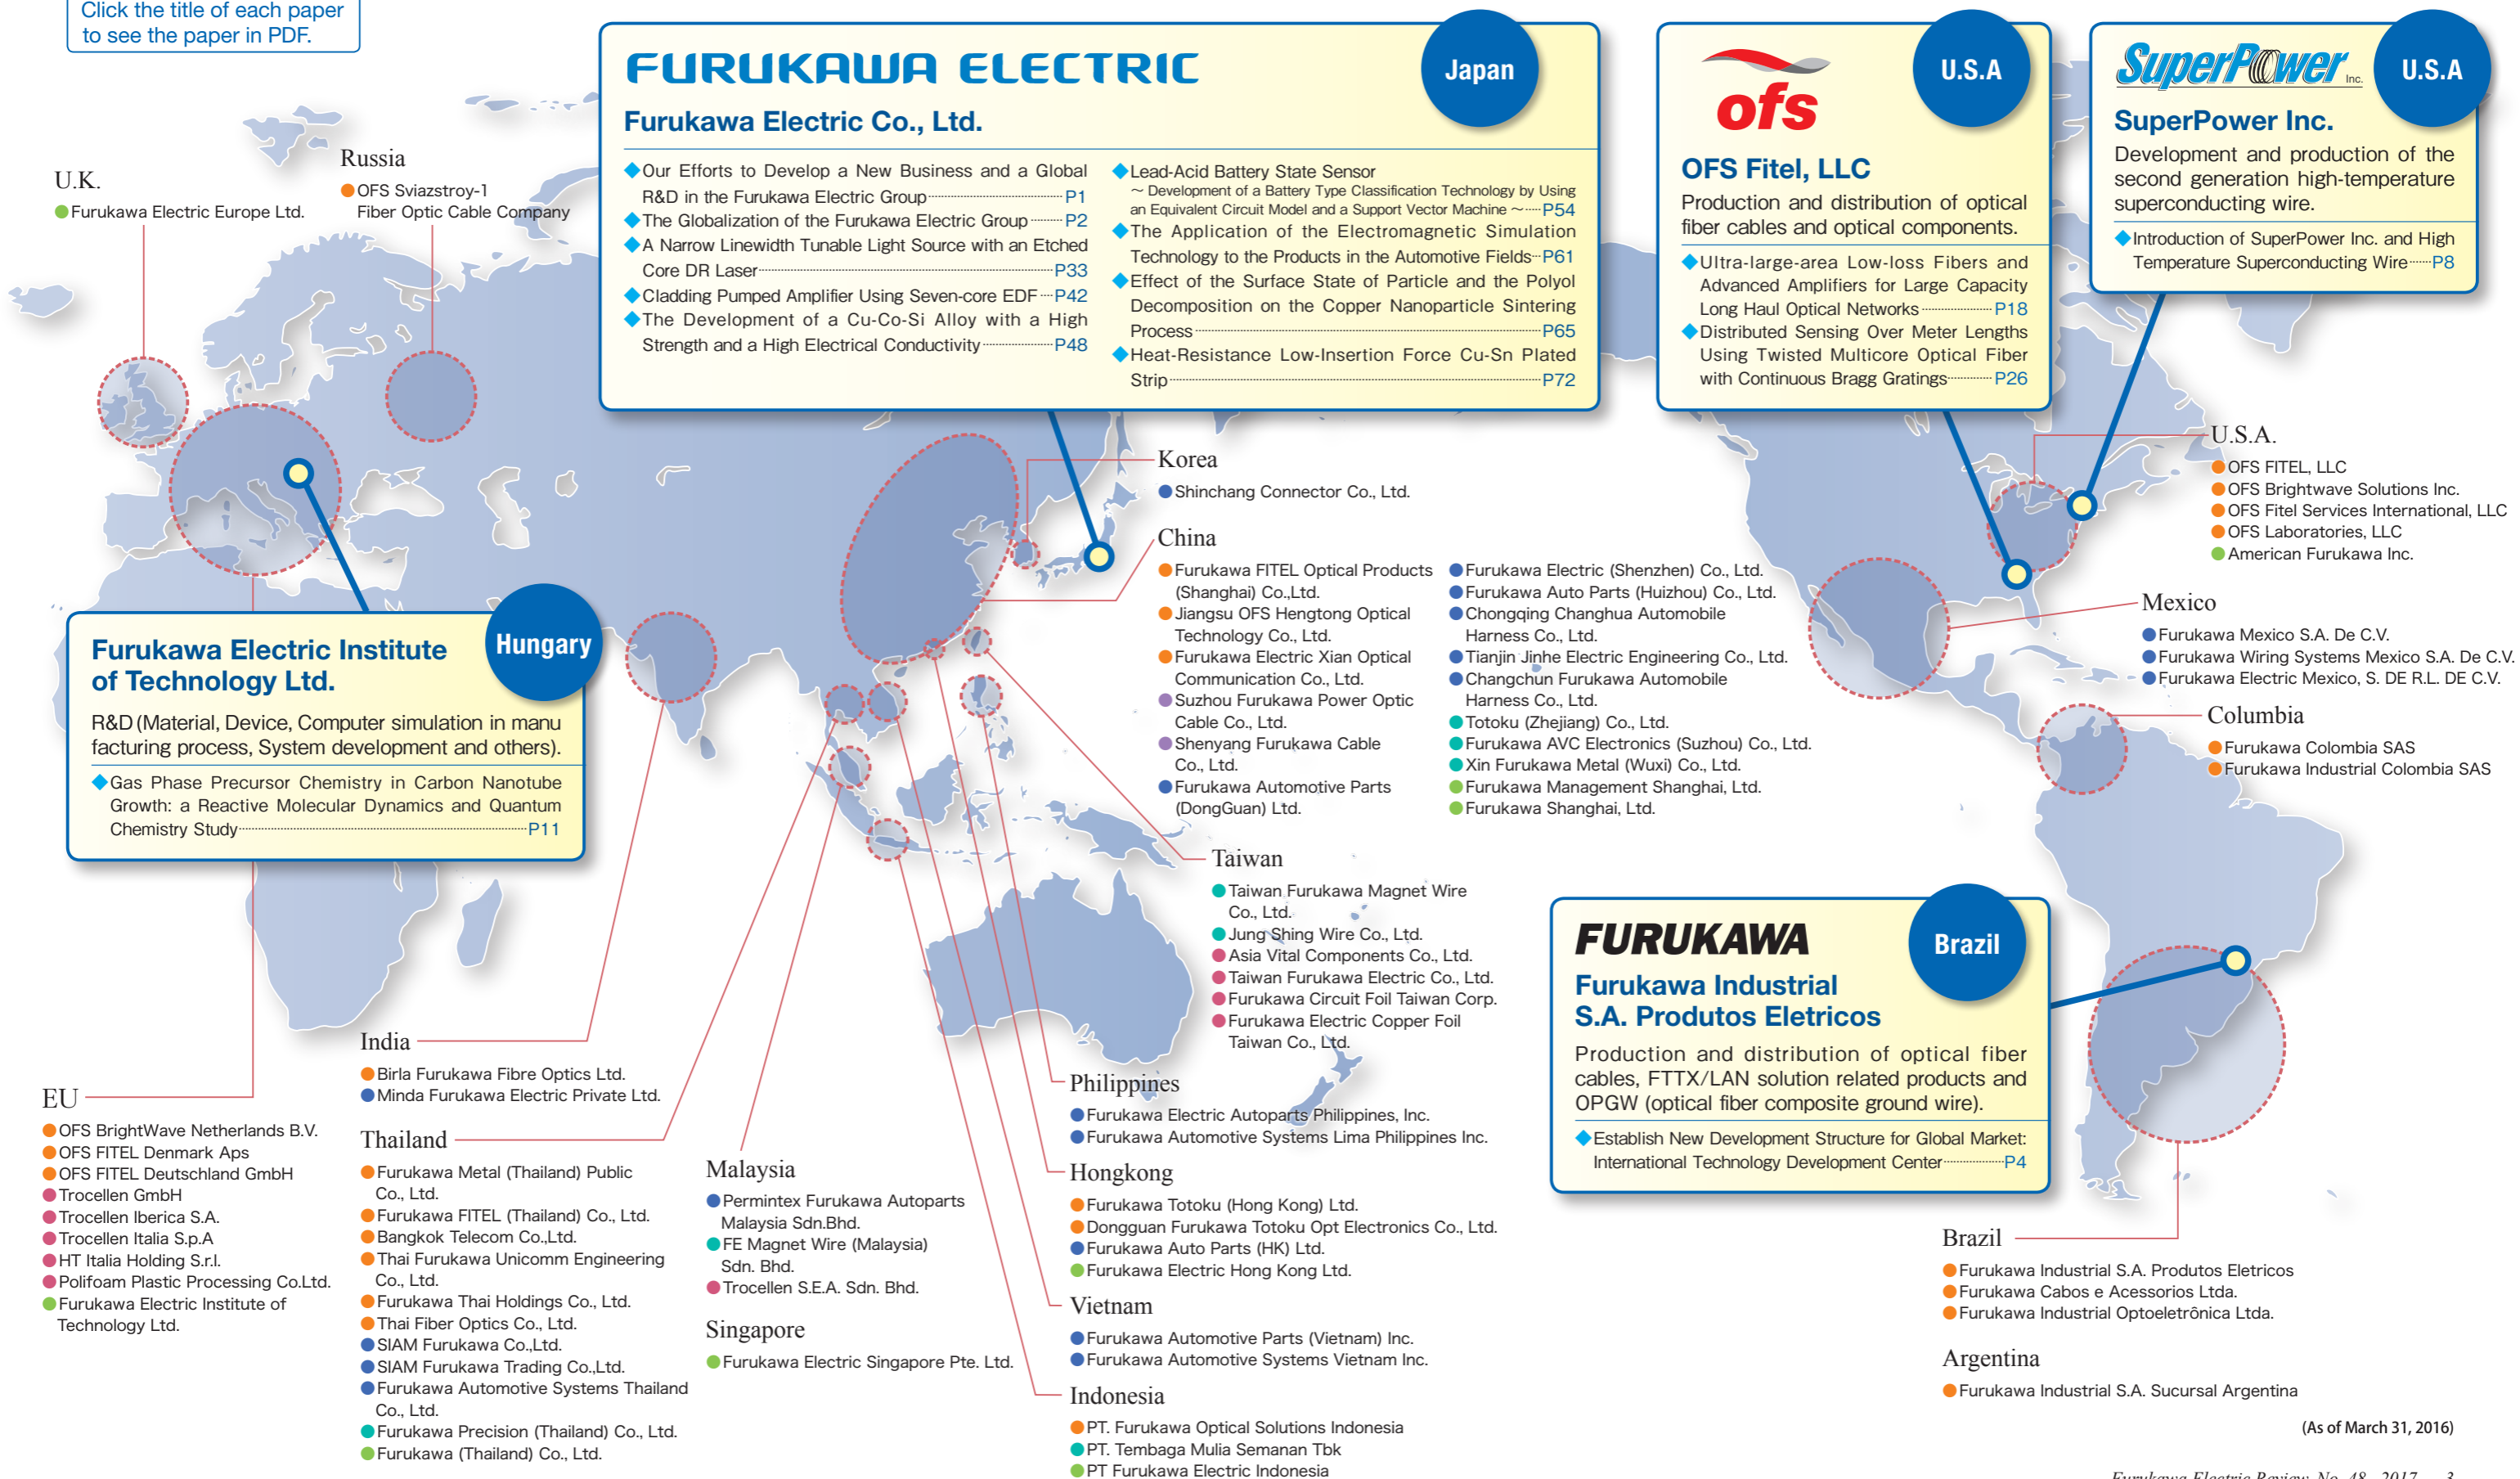 Click the title of each paper
to see the paper in PDF.
FURUKAWA ELECTRIC
Japan
Furukawa Electric Co., Ltd.
◆Our Efforts to Develop a New Business and a Global
R&D in the Furukawa Electric Group P1
◆The Globalization of the Furukawa Electric Group P2
◆A Narrow Linewidth Tunable Light Source with an Etched
Core DR Laser P33
◆Cladding Pumped Amplifier Using Seven-core EDF P42
◆The Development of a Cu-Co-Si Alloy with a High
Strength and a High Electrical Conductivity P48
◆Lead-Acid Battery State Sensor
~ Development of a Battery Type Classification Technology by Using
an Equivalent Circuit Model and a Support Vector Machine ~ P54
◆The Application of the Electromagnetic Simulation
Technology to the Products in the Automotive Fields P61
◆Effect of the Surface State of Particle and the Polyol
Decomposition on the Copper Nanoparticle Sintering
Process P65
◆Heat-Resistance Low-Insertion Force Cu-Sn Plated
Strip P72
ofs
U.S.A
OFS Fitel, LLC
Production and distribution of optical
fiber cables and optical components.
◆Ultra-large-area Low-loss Fibers and
Advanced Amplifiers for Large Capacity
Long Haul Optical Networks P18
◆Distributed Sensing Over Meter Lengths
Using Twisted Multicore Optical Fiber
with Continuous Bragg Gratings P26
SuperPower Inc.
U.S.A
SuperPower Inc.
Development and production of the
second generation high-temperature
superconducting wire.
◆Introduction of SuperPower Inc. and High
Temperature Superconducting Wire P8
U.K.
Furukawa Electric Europe Ltd.
Russia
OFS Sviazstroy-1
Fiber Optic Cable Company
Hungary
Furukawa Electric Institute
of Technology Ltd.
R&D (Material, Device, Computer simulation in manu
facturing process, System development and others).
◆Gas Phase Precursor Chemistry in Carbon Nanotube
Growth: a Reactive Molecular Dynamics and Quantum
Chemistry Study P11
Korea
Shinchang Connector Co., Ltd.
China
Furukawa FITEL Optical Products
(Shanghai) Co.,Ltd.
Jiangsu OFS Hengtong Optical
Technology Co., Ltd.
Furukawa Electric Xian Optical
Communication Co., Ltd.
Suzhou Furukawa Power Optic
Cable Co., Ltd.
Shenyang Furukawa Cable
Co., Ltd.
Furukawa Automotive Parts
(DongGuan) Ltd.
Furukawa Electric (Shenzhen) Co., Ltd.
Furukawa Auto Parts (Huizhou) Co., Ltd.
Chongqing Changhua Automobile
Harness Co., Ltd.
Tianjin Jinhe Electric Engineering Co., Ltd.
Changchun Furukawa Automobile
Harness Co., Ltd.
Totoku (Zhejiang) Co., Ltd.
Furukawa AVC Electronics (Suzhou) Co., Ltd.
Xin Furukawa Metal (Wuxi) Co., Ltd.
Furukawa Management Shanghai, Ltd.
Furukawa Shanghai, Ltd.
U.S.A.
OFS FITEL, LLC
OFS Brightwave Solutions Inc.
OFS Fitel Services International, LLC
OFS Laboratories, LLC
American Furukawa Inc.
Mexico
Furukawa Mexico S.A. De C.V.
Furukawa Wiring Systems Mexico S.A. De C.V.
Furukawa Electric Mexico, S. DE R.L. DE C.V.
Columbia
Furukawa Colombia SAS
Furukawa Industrial Colombia SAS
Taiwan
Taiwan Furukawa Magnet Wire
Co., Ltd.
Jung Shing Wire Co., Ltd.
Asia Vital Components Co., Ltd.
Taiwan Furukawa Electric Co., Ltd.
Furukawa Circuit Foil Taiwan Corp.
Furukawa Electric Copper Foil
Taiwan Co., Ltd.
FURUKAWA
Brazil
Furukawa Industrial
S.A. Produtos Eletricos
Production and distribution of optical fiber
cables, FTTX/LAN solution related products and
OPGW (optical fiber composite ground wire).
◆Establish New Development Structure for Global Market:
International Technology Development Center P4
EU
OFS BrightWave Netherlands B.V.
OFS FITEL Denmark Aps
OFS FITEL Deutschland GmbH
Trocellen GmbH
Trocellen Iberica S.A.
Trocellen Italia S.p.A
HT Italia Holding S.r.l.
Polifoam Plastic Processing Co.Ltd.
Furukawa Electric Institute of
Technology Ltd.
India
Birla Furukawa Fibre Optics Ltd.
Minda Furukawa Electric Private Ltd.
Thailand
Furukawa Metal (Thailand) Public
Co., Ltd.
Furukawa FITEL (Thailand) Co., Ltd.
Bangkok Telecom Co.,Ltd.
Thai Furukawa Unicomm Engineering
Co., Ltd.
Furukawa Thai Holdings Co., Ltd.
Thai Fiber Optics Co., Ltd.
SIAM Furukawa Co.,Ltd.
SIAM Furukawa Trading Co.,Ltd.
Furukawa Automotive Systems Thailand
Co., Ltd.
Furukawa Precision (Thailand) Co., Ltd.
Furukawa (Thailand) Co., Ltd.
Malaysia
Permintex Furukawa Autoparts
Malaysia Sdn.Bhd.
FE Magnet Wire (Malaysia)
Sdn. Bhd.
Trocellen S.E.A. Sdn. Bhd.
Singapore
Furukawa Electric Singapore Pte. Ltd.
Philippines
Furukawa Electric Autoparts Philippines, Inc.
Furukawa Automotive Systems Lima Philippines Inc.
Hongkong
Furukawa Totoku (Hong Kong) Ltd.
Dongguan Furukawa Totoku Opt Electronics Co., Ltd.
Furukawa Auto Parts (HK) Ltd.
Furukawa Electric Hong Kong Ltd.
Vietnam
Furukawa Automotive Parts (Vietnam) Inc.
Furukawa Automotive Systems Vietnam Inc.
Indonesia
PT. Furukawa Optical Solutions Indonesia
PT. Tembaga Mulia Semanan Tbk
PT Furukawa Electric Indonesia
Brazil
Furukawa Industrial S.A. Produtos Eletricos
Furukawa Cabos e Acessorios Ltda.
Furukawa Industrial Optoeletrônica Ltda.
Argentina
Furukawa Industrial S.A. Sucursal Argentina
(As of March 31, 2016)
Furukawa Electric Review, No. 48 2017 3